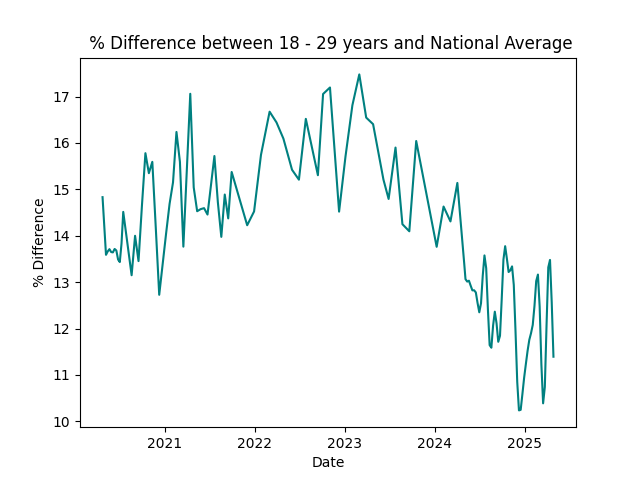 % Difference between 18 - 29 years and National Average
17
16
15
14
13
12
11
10
% Difference
2021 2022 2023 2024 2025
Date